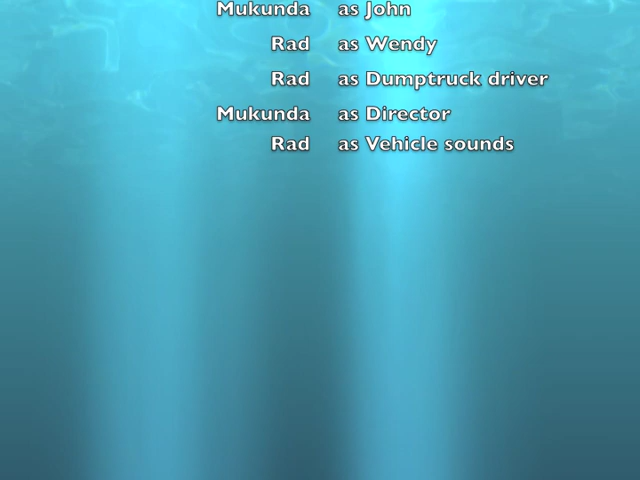 Mukunda as John
Rad as Wendy
Rad as Dumptruck driver
Mukunda as Director
Rad as Vehicle sounds